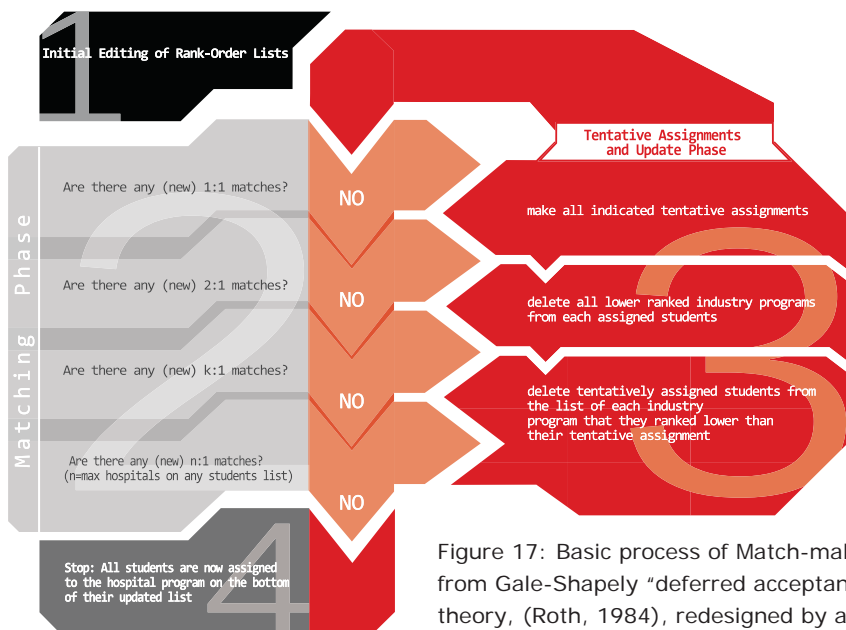 1
Initial Editing of Rank-Order Lists
Matching Phase
2
Are there any (new) 1:1 matches?
NO
Are there any (new) 2:1 matches?
NO
Are there any (new) k:1 matches?
NO
Are there any (new) n:1 matches?
(n=max hospitals on any students list)
NO
Tentative Assignments
and Update Phase
3
make all indicated tentative assignments
delete all lower ranked industry programs
from each assigned students
delete tentatively assigned students from
the list of each industry
program that they ranked lower than
their tentative assignment
4
Stop: All students are now assigned
to the hospital program on the bottom
of their updated list
Figure 17: Basic process of Match-mal
from Gale-Shapely "deferred acceptan
theory, (Roth, 1984), redesigned by a